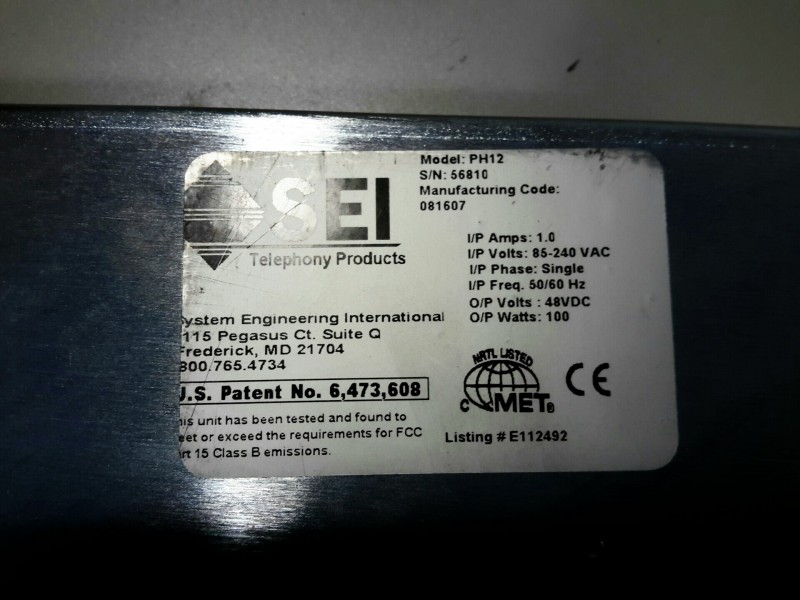 SEI
Telephony Products
Model: PH12
S/N: 56810
Manufacturing Code:
081607
I/P Amps: 1.0
I/P Volts: 85-240 VAC
I/P Phase: Single
I/P Freq. 50/60 Hz
O/P Volts : 48VDC
O/P Watts: 100
ystem Engineering International
115 Pegasus Ct. Suite Q
Frederick, MD 21704
800.765.4734
U.S. Patent No. 6,473,608
his unit has been tested and found to
eet or exceed the requirements for FCC
rt 15 Class B emissions.
NRTL LISTED
C MET®
CE
Listing # E112492